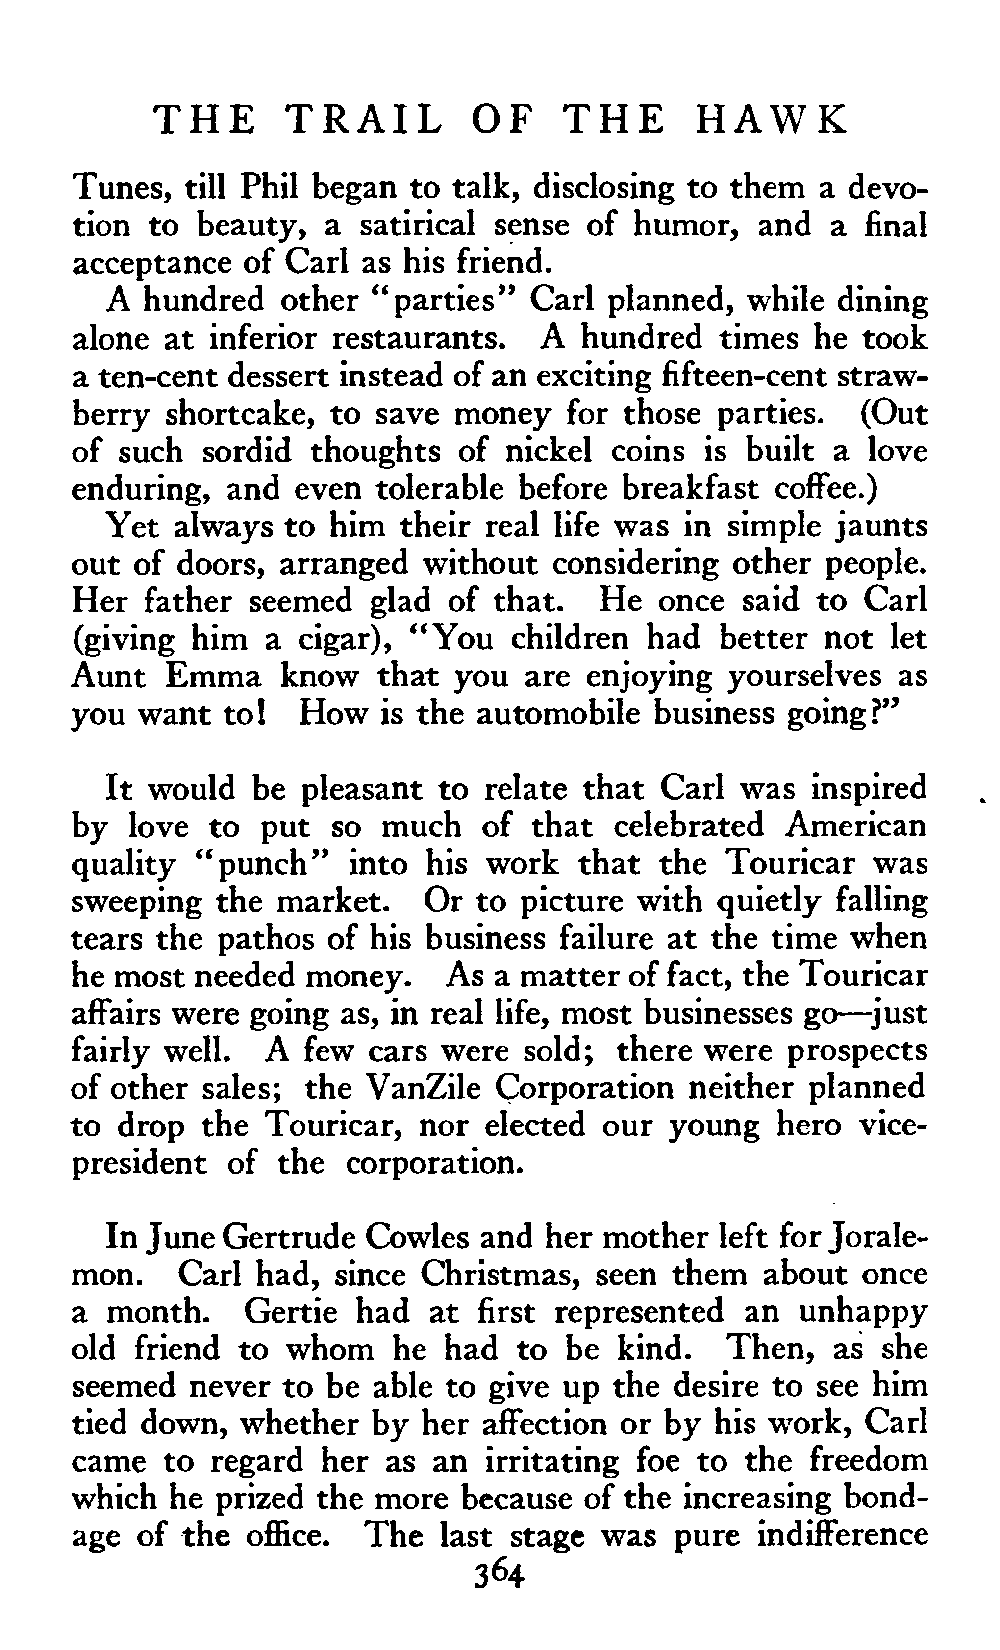 THE TRAIL OF THE HAWK
Tunes, till Phil began to talk, disclosing to them a devo-
tion to beauty, a satirical sense of humor, and a final
acceptance of Carl as his friend.
A hundred other “parties” Carl planned, while dining
alone at inferior restaurants. A hundred times he took
a ten-cent dessert instead of an exciting fifteen-cent straw-
berry shortcake, to save money for those parties. (Out
of such sordid thoughts of nickel coins is built a love
enduring, and even tolerable before breakfast coffee.)
Yet always to him their real life was in simple jaunts
out of doors, arranged without considering other people.
Her father seemed glad of that. He once said to Carl
(giving him a cigar), “You children had better not let
Aunt Emma know that you are enjoying yourselves as
you want to! How is the automobile business going?”
It would be pleasant to relate that Carl was inspired
by love to put so much of that celebrated American
quality “punch” into his work that the Touricar was
sweeping the market. Or to picture with quietly falling
tears the pathos of his business failure at the time when
he most needed money. As a matter of fact, the Touricar
affairs were going as, in real life, most businesses go—just
fairly well. A few cars were sold; there were prospects
of other sales; the VanZile Corporation neither planned
to drop the Touricar, nor elected our young hero vice-
president of the corporation.
In June Gertrude Cowles and her mother left for Jorale-
mon. Carl had, since Christmas, seen them about once
a month. Gertie had at first represented an unhappy
old friend to whom he had to be kind. Then, as she
seemed never to be able to give up the desire to see him
tied down, whether by her affection or by his work, Carl
came to regard her as an irritating foe to the freedom
which he prized the more because of the increasing bond-
age of the office. The last stage was pure indifference
364